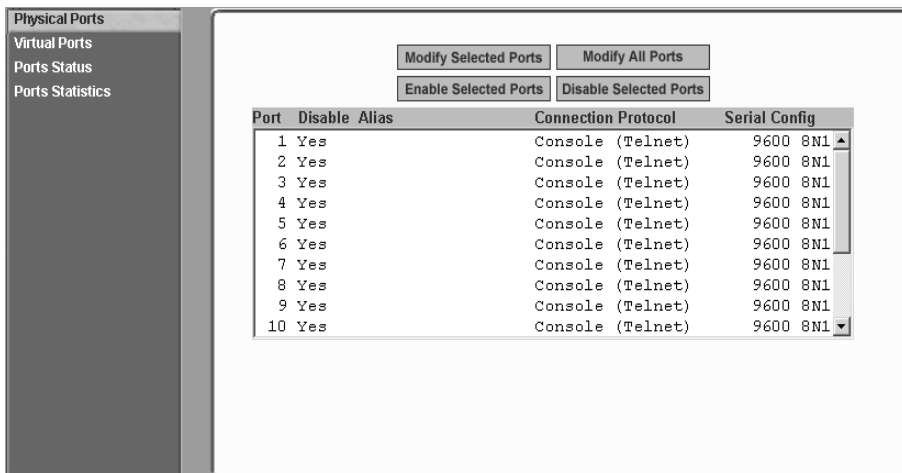 Physical Ports
Virtual Ports
Ports Status
Ports Statistics
Modify Selected Ports Modify All Ports
Enable Selected Ports Disable Selected Ports
Port Disable Alias Connection Protocol Serial Config
1 Yes Console (Telnet) 9600 8N1
2 Yes Console (Telnet) 9600 8N1
3 Yes Console (Telnet) 9600 8N1
4 Yes Console (Telnet) 9600 8N1
5 Yes Console (Telnet) 9600 8N1
6 Yes Console (Telnet) 9600 8N1
7 Yes Console (Telnet) 9600 8N1
8 Yes Console (Telnet) 9600 8N1
9 Yes Console (Telnet) 9600 8N1
10 Yes Console (Telnet) 9600 8N1